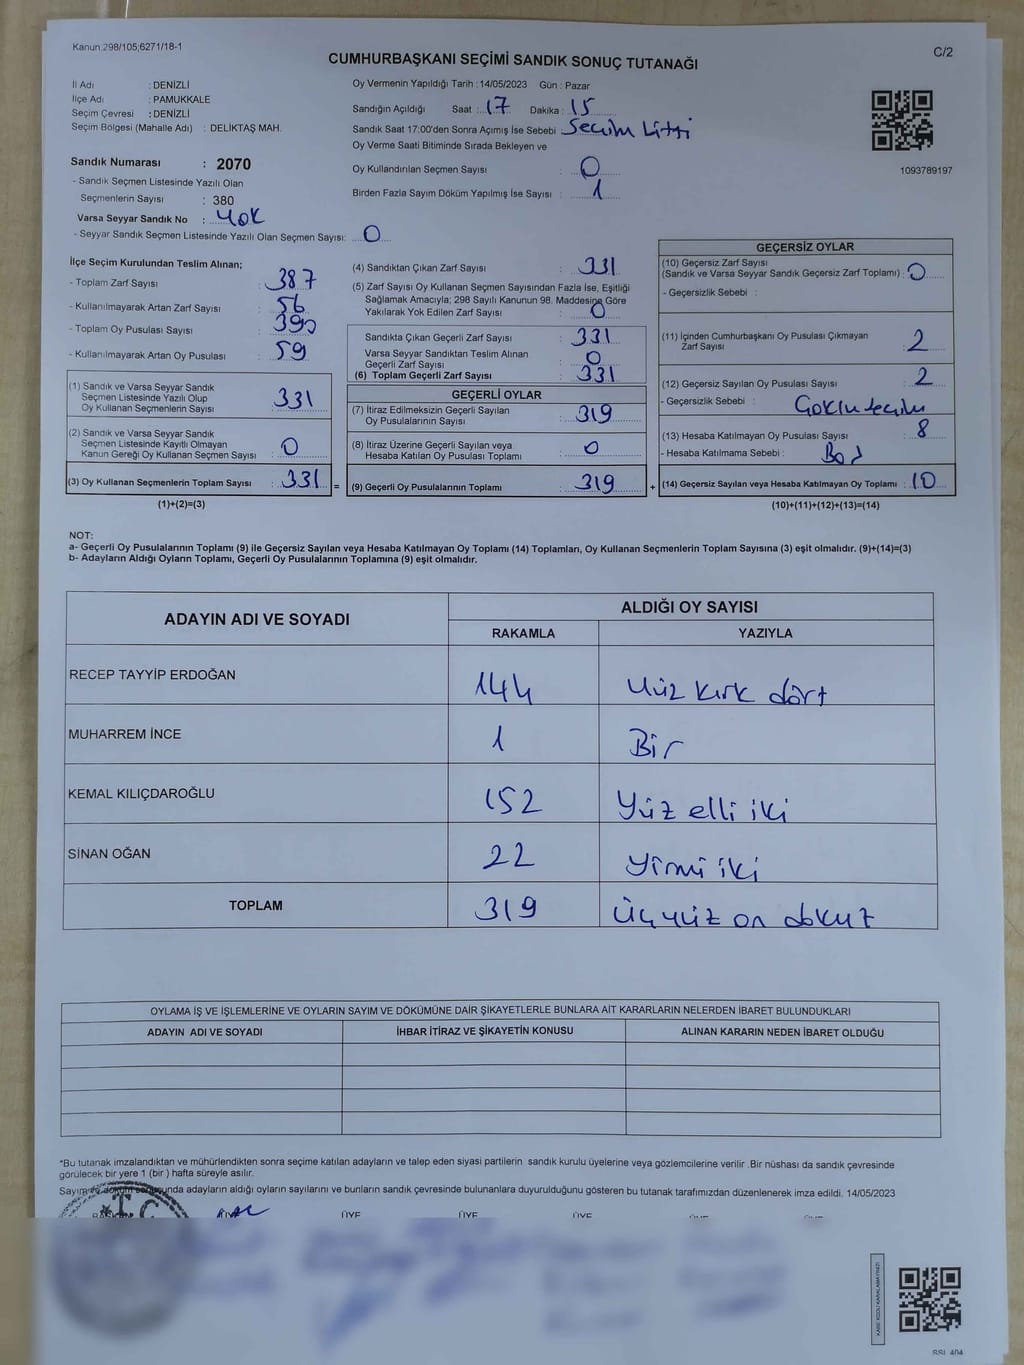 Kanun.298/105;6271/18-1
C/2
CUMHURBAŞKANI SEÇİMİ SANDIK SONUÇ TUTANAĞI
İl Adı : DENİZLİ
İlçe Adı : PAMUKKALE
Seçim Çevresi : DENİZLİ
Seçim Bölgesi (Mahalle Adı) : DELİKTAŞ MAH.
Sandık Numarası : 2070
- Sandık Seçmen Listesinde Yazılı Olan
Seçmenlerin Sayısı : 380
Varsa Seyyar Sandık No : YOK
- Seyyar Sandık Seçmen Listesinde Yazılı Olan Seçmen Sayısı: 0
Oy Vermenin Yapıldığı Tarih : 14/05/2023 Gün : Pazar
Sandığın Açıldığı Saat : 17 Dakika : 15
Sandık Saat 17:00'den Sonra Açımış İse Sebebi Seçim Bitti
Oy Verme Saati Bitiminde Sırada Bekleyen ve
Oy Kullandırılan Seçmen Sayısı : 0
Birden Fazla Sayım Döküm Yapılmış İse Sayısı : 1
1093789197
İlçe Seçim Kurulundan Teslim Alınan;
- Toplam Zarf Sayısı : 387
- Kullanılmayarak Artan Zarf Sayısı : 56
- Toplam Oy Pusulası Sayısı : 390
- Kullanılmayarak Artan Oy Pusulası : 59
(1) Sandık ve Varsa Seyyar Sandık
Seçmen Listesinde Yazılı Olup
Oy Kullanan Seçmenlerin Sayısı : 331
(2) Sandık ve Varsa Seyyar Sandık
Seçmen Listesinde Kayıtlı Olmayan
Kanun Gereği Oy Kullanan Seçmen Sayısı : 0
(3) Oy Kullanan Seçmenlerin Toplam Sayısı : 331 =
(1)+(2)=(3)
(4) Sandıktan Çıkan Zarf Sayısı : 331
(5) Zarf Sayısı Oy Kullanan Seçmen Sayısından Fazla İse, Eşitliği
Sağlamak Amacıyla; 298 Sayılı Kanunun 98. Maddesine Göre
Yakılarak Yok Edilen Zarf Sayısı : 0
Sandıkta Çıkan Geçerli Zarf Sayısı : 331
Varsa Seyyar Sandıktan Teslim Alınan
Geçerli Zarf Sayısı : 0
(6) Toplam Geçerli Zarf Sayısı : 331
GEÇERLİ OYLAR
(7) İtiraz Edilmeksizin Geçerli Sayılan
Oy Pusulalarının Sayısı : 319
(8) İtiraz Üzerine Geçerli Sayılan veya
Hesaba Katılan Oy Pusulası Toplamı : 0
(9) Geçerli Oy Pusulalarının Toplamı : 319 +
GEÇERSİZ OYLAR
(10) Geçersiz Zarf Sayısı
(Sandık ve Varsa Seyyar Sandık Geçersiz Zarf Toplamı) : 0
- Geçersizlik Sebebi :
(11) İçinden Cumhurbaşkanı Oy Pusulası Çıkmayan
Zarf Sayısı : 2
(12) Geçersiz Sayılan Oy Pusulası Sayısı : 2
- Geçersizlik Sebebi : Çoklu seçim
(13) Hesaba Katılmayan Oy Pusulası Sayısı : 8
- Hesaba Katılmama Sebebi : Boş
(14) Geçersiz Sayılan veya Hesaba Katılmayan Oy Toplamı : 10
(10)+(11)+(12)+(13)=(14)
NOT:
a- Geçerli Oy Pusulalarının Toplamı (9) ile Geçersiz Sayılan veya Hesaba Katılmayan Oy Toplamı (14) Toplamları, Oy Kullanan Seçmenlerin Toplam Sayısına (3) eşit olmalıdır. (9)+(14)=(3)
b- Adayların Aldığı Oyların Toplamı, Geçerli Oy Pusulalarının Toplamına (9) eşit olmalıdır.
ADAYIN ADI VE SOYADI
ALDIĞI OY SAYISI
RAKAMLA YAZIYLA
RECEP TAYYİP ERDOĞAN 144 Yüz kırk dört
MUHARREM İNCE 1 Bir
KEMAL KILIÇDAROĞLU 152 Yüz elli iki
SİNAN OĞAN 22 Yirmi iki
TOPLAM 319 Üçyüz on dokuz
OYLAMA İŞ VE İŞLEMLERİNE VE OYLARIN SAYIM VE DÖKÜMÜNE DAİR ŞİKAYETLERLE BUNLARA AİT KARARLARIN NELERDEN İBARET BULUNDUKLARI
ADAYIN ADI VE SOYADI İHBAR İTİRAZ VE ŞİKAYETİN KONUSU ALINAN KARARIN NEDEN İBARET OLDUĞU
*Bu tutanak imzalandıktan ve mühürlendikten sonra seçime katılan adayların ve talep eden siyasi partilerin sandık kurulu üyelerine veya gözlemcilerine verilir .Bir nüshası da sandık çevresinde
görülecek bir yere 1 (bir ) hafta süreyle asılır.
Sayım ve döküm sonucunda adayların aldığı oyların sayılarını ve bunların sandık çevresinde bulunanlara duyurulduğunu gösteren bu tutanak tarafımızdan düzenlenerek imza edildi. 14/05/2023
T.C.
ÜYE ÜYE ÜYE
KARE KODU KARALAMAYINIZ!